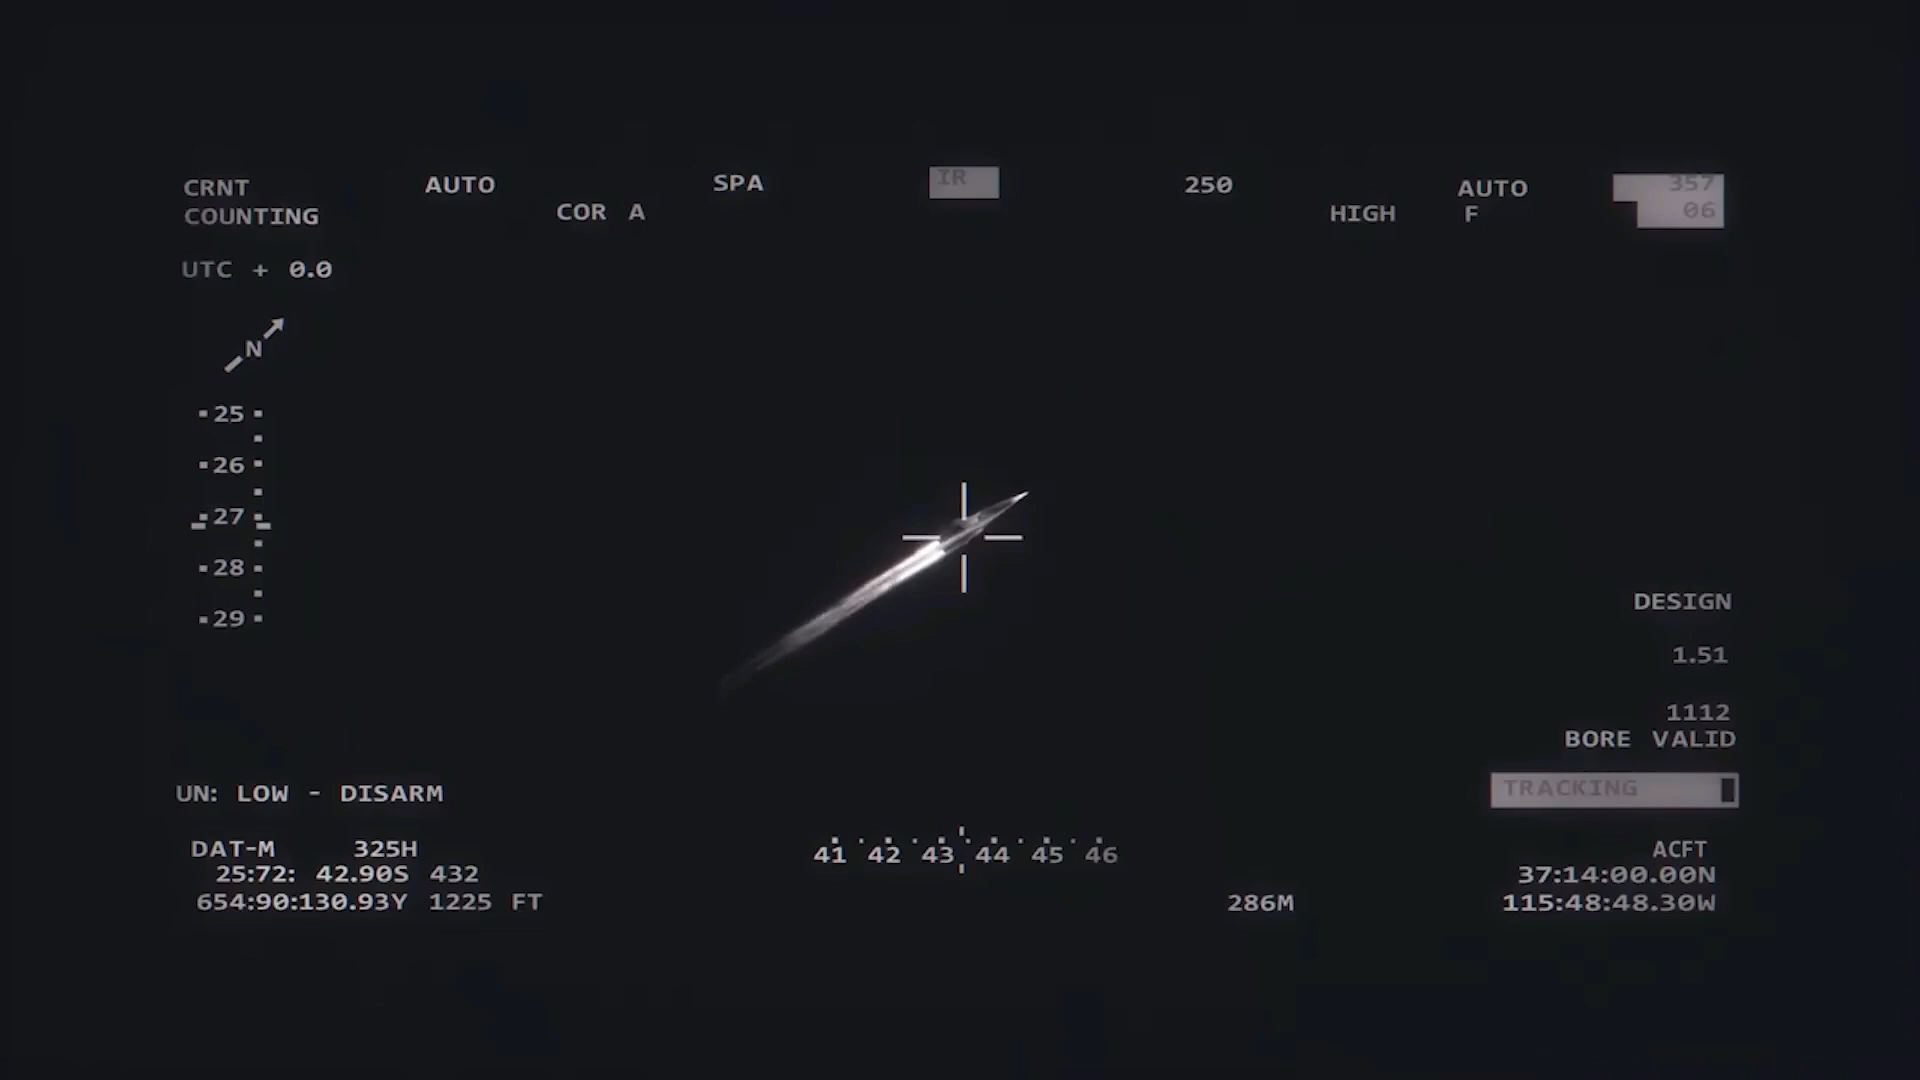 CRNT AUTO SPA IR 250 AUTO 357
COUNTING COR A HIGH F 06
UTC + 0.0
N
25
26
27
28
29
DESIGN
1.51
1112
BORE VALID
UN: LOW - DISARM
TRACKING
DAT-M 325H
25:72: 42.90S 432
654:90:130.93Y 1225 FT
41 42 43 44 45 46
286M
ACFT
37:14:00.00N
115:48:48.30W